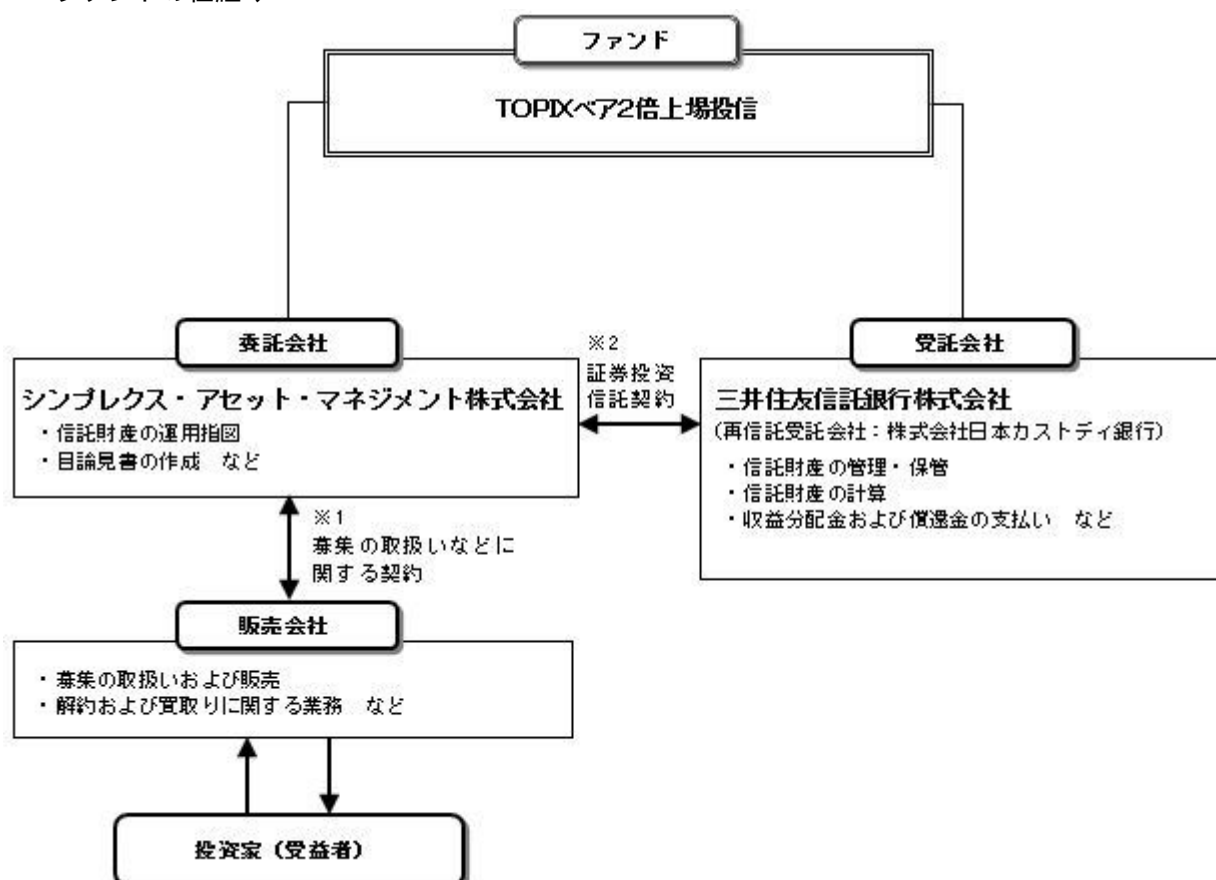 ファンド
TOPIXベア2倍上場投信
委託会社
シンプレクス・アセット・マネジメント株式会社
・信託財産の運用指図
・目論見書の作成 など
※2
証券投資
信託契約
受託会社
三井住友信託銀行株式会社
(再信託受託会社：株式会社日本カストディ銀行)
・信託財産の管理・保管
・信託財産の計算
・収益分配金および償還金の支払い など
※1
募集の取扱いなどに
関する契約
販売会社
・募集の取扱いおよび販売
・解約および買取りに関する業務 など
投資家（受益者）